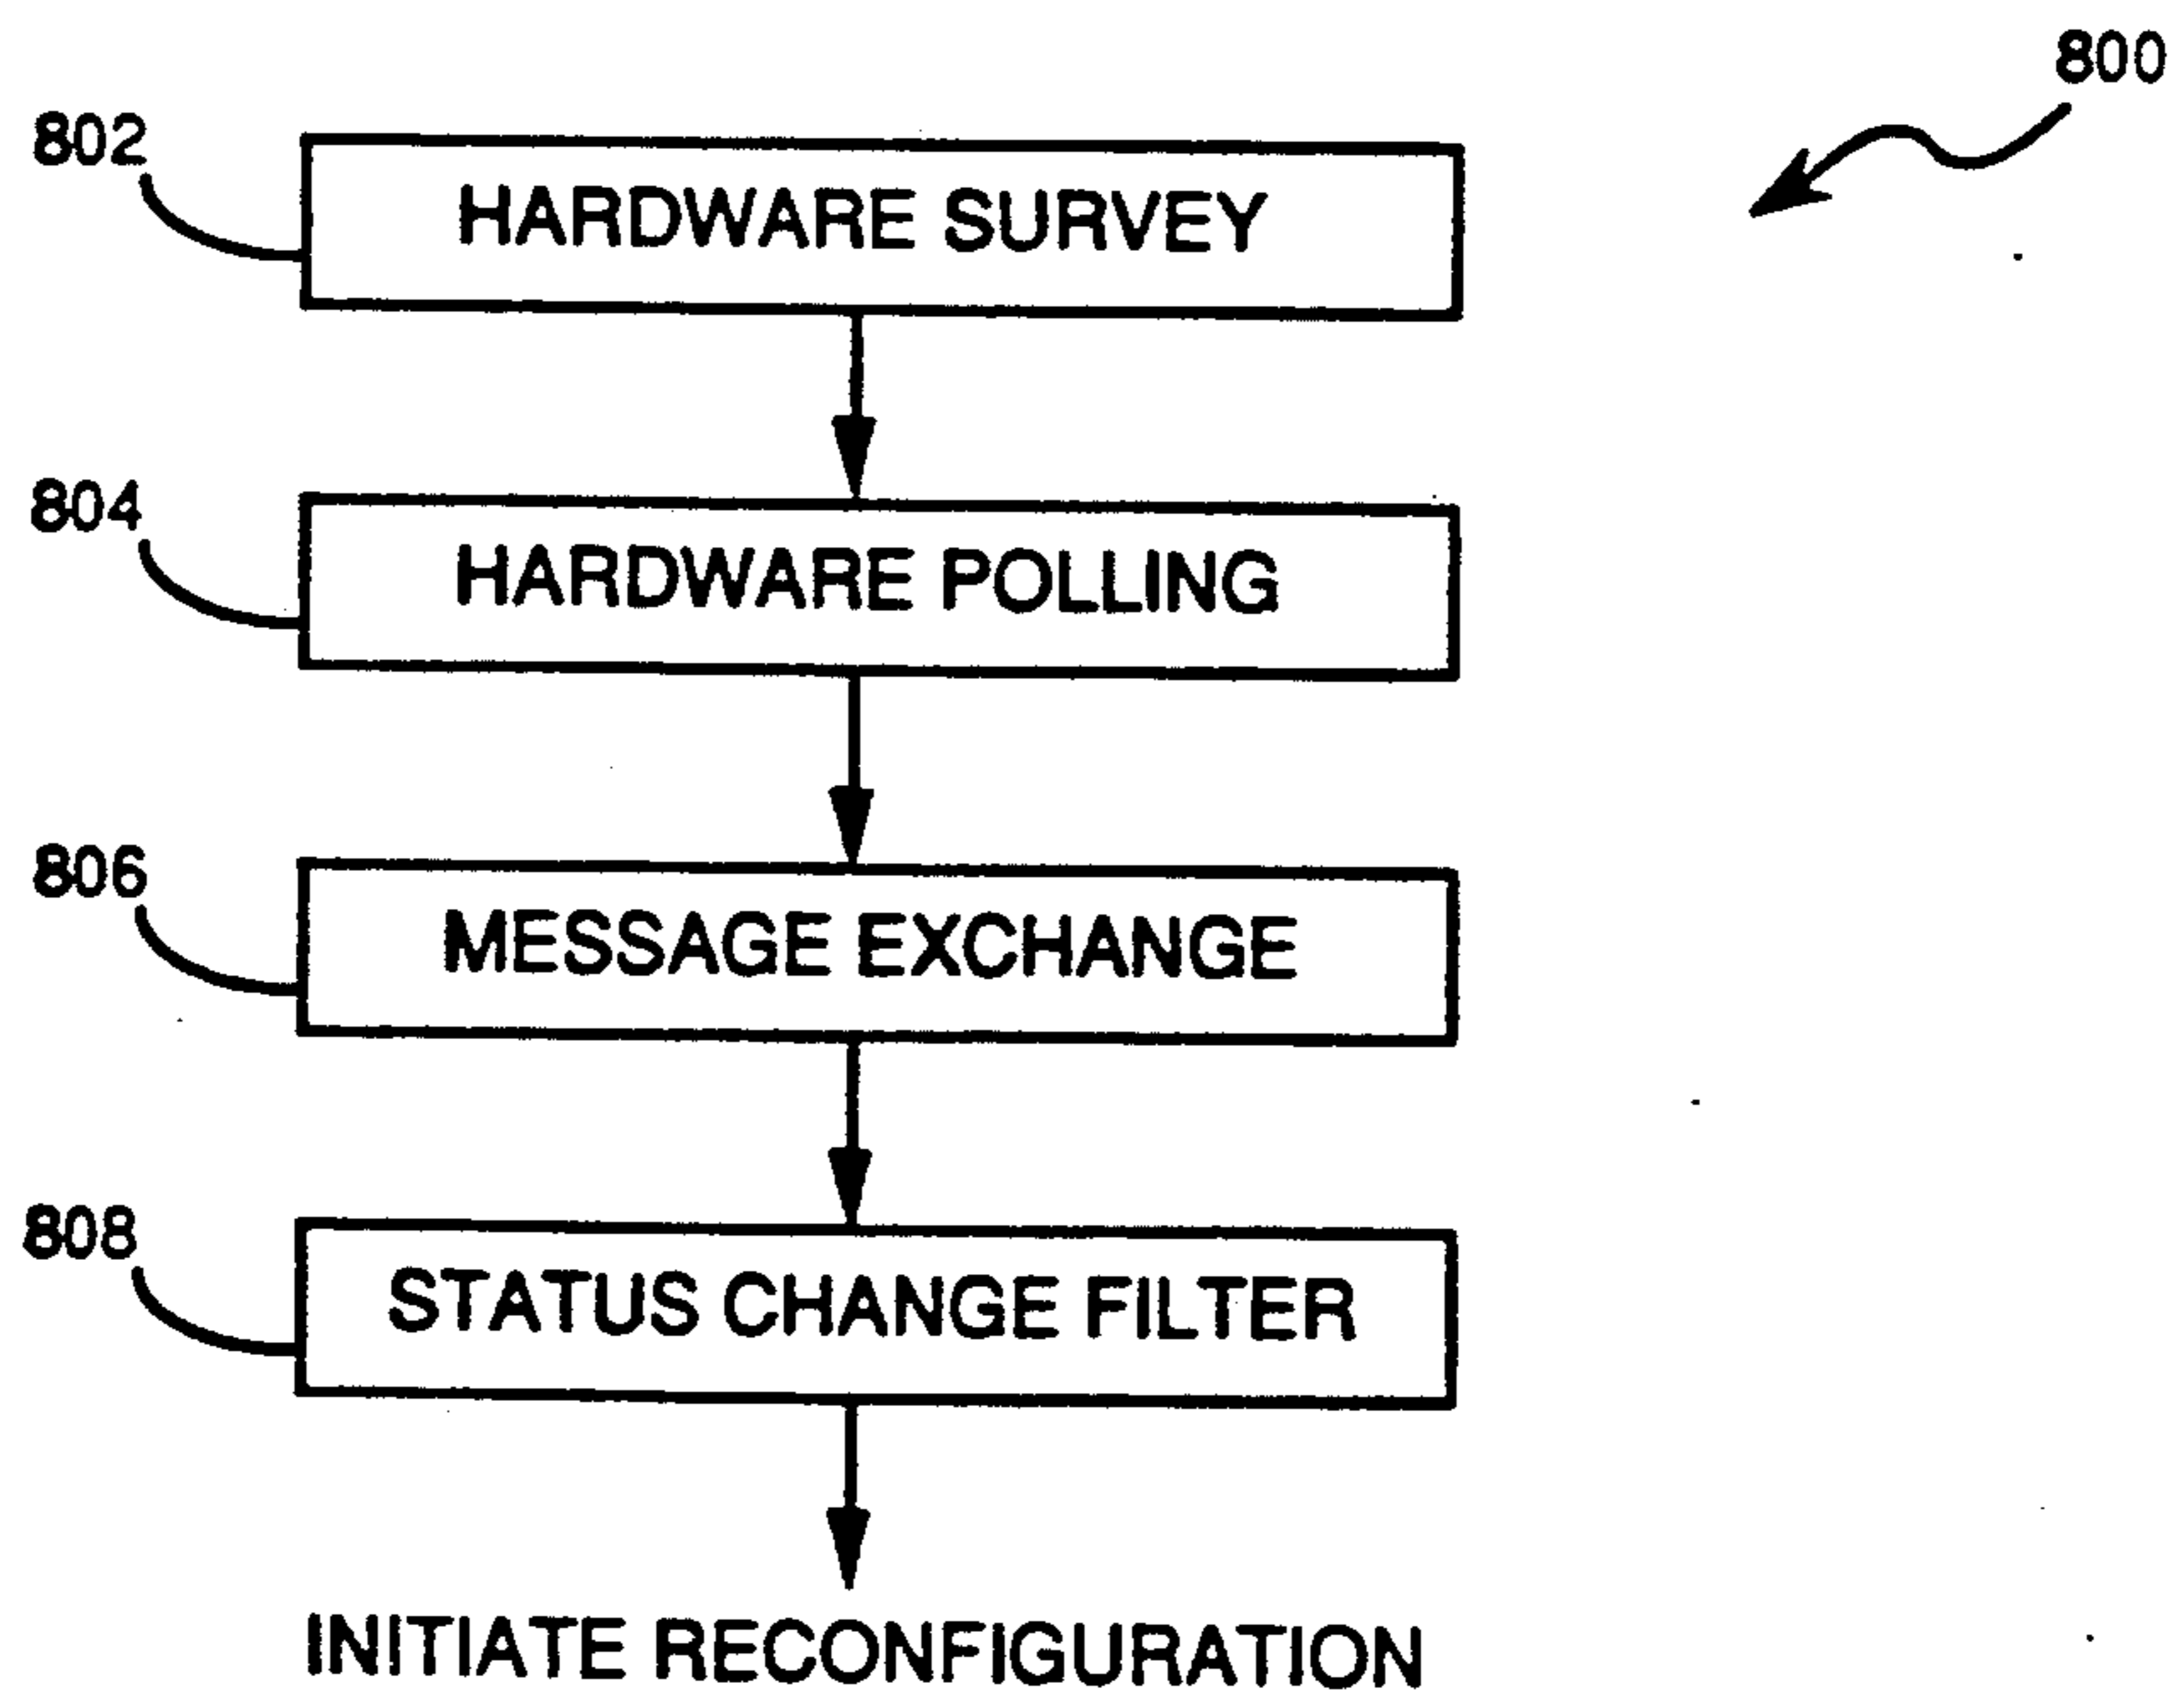 800
802
HARDWARE SURVEY
804
HARDWARE POLLING
806
MESSAGE EXCHANGE
808
STATUS CHANGE FILTER
INITIATE RECONFIGURATION